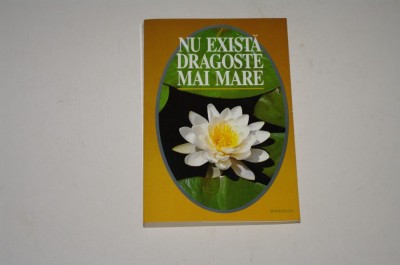 NU EXISTĂ
DRAGOSTE
MAI MARE